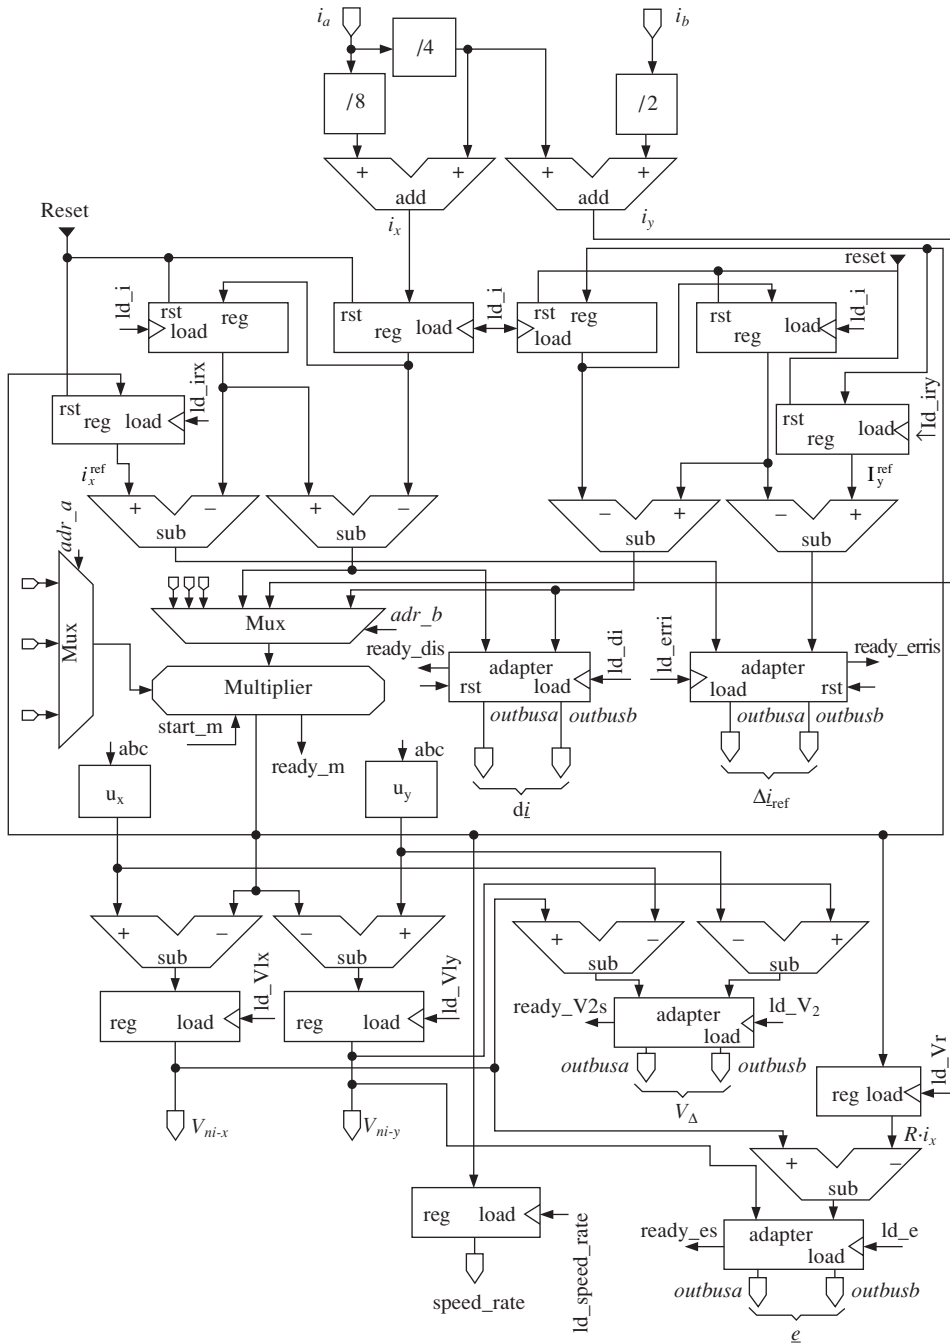 i_a i_b
/4
/8 /2
+ + + +
add add
Reset i_x i_y
reset
ld_i rst reg load
rst reg load ld_i
rst reg load
rst reg load ld_i
rst reg load ld_irx
rst reg load ld_iry
i_x^ref I_y^ref
+ − + − − + − +
sub sub sub sub
adr_a
Mux
Mux adr_b
ready_dis adapter rst load ld_di
ld_erri adapter load rst ready_erris
Multiplier
start_m ready_m
outbusa outbusb outbusa outbusb
abc abc
u_x u_y
di Δi_ref
+ − − + + − − +
sub sub sub sub
ld_Vlx ld_Vly
reg load reg load
ready_V2s adapter load ld_V_2
outbusa outbusb
V_Δ
V_ni-x V_ni-y
reg load ld_Vr
R·i_x
+ −
sub
reg load ld_speed_rate
speed_rate
ready_es adapter load ld_e
outbusa outbusb
e